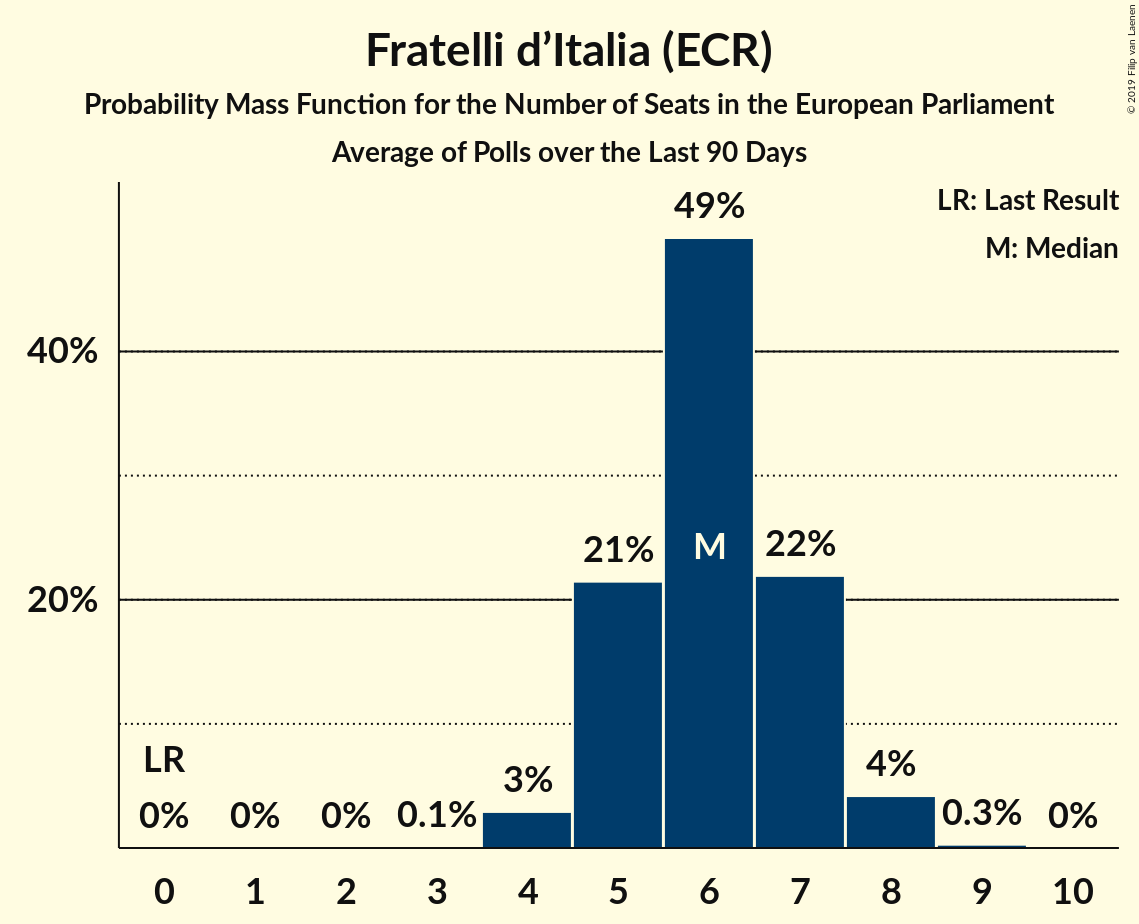 Fratelli d’Italia (ECR)
Probability Mass Function for the Number of Seats in the European Parliament
Average of Polls over the Last 90 Days
© 2019 Filip van Laenen
LR: Last Result
M: Median
49%
40%
M
21%
22%
20%
LR
0%
0%
0%
0.1%
3%
4%
0.3%
0%
0 1 2 3 4 5 6 7 8 9 10